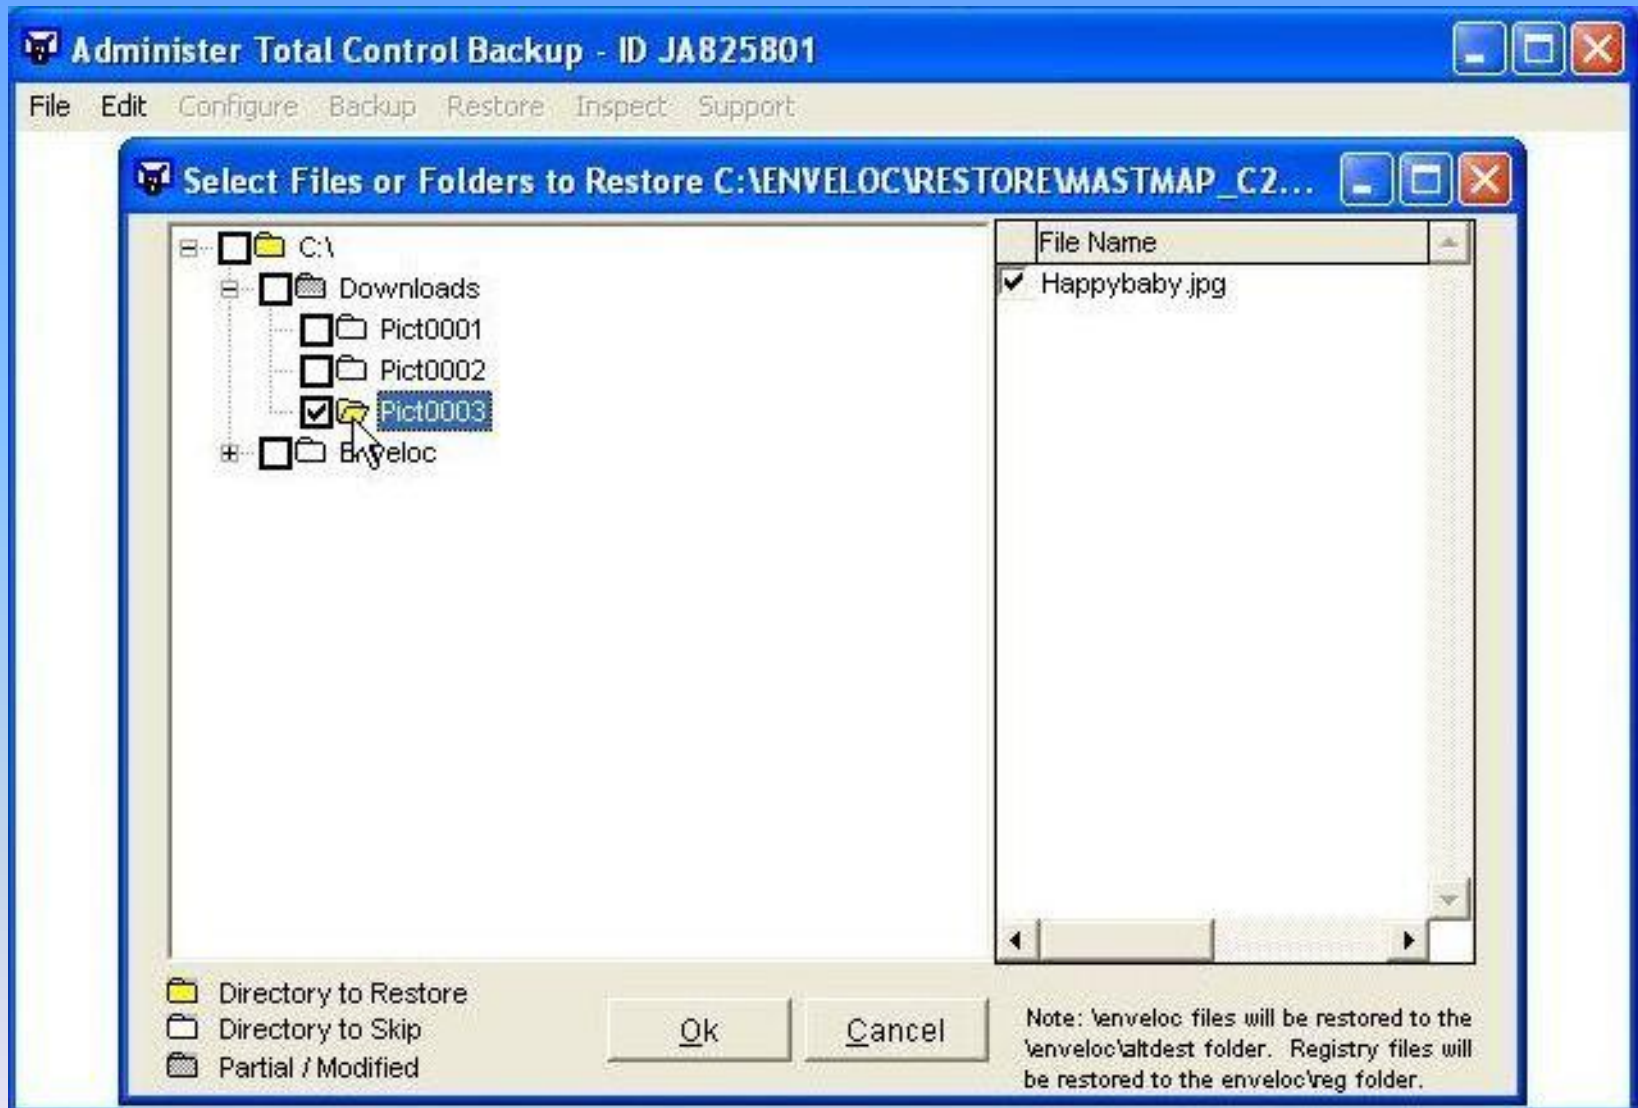 Administer Total Control Backup - ID JA825801
File Edit Configure Backup Restore Inspect Support
Select Files or Folders to Restore C:\ENVELOC\RESTORE\MASTMAP_C2...
C:\
Downloads
Pict0001
Pict0002
Pict0003
Enveloc
File Name
Happybaby.jpg
Directory to Restore
Directory to Skip
Partial / Modified
Ok
Cancel
Note: \enveloc files will be restored to the
\enveloc\altdest folder. Registry files will
be restored to the enveloc\reg folder.